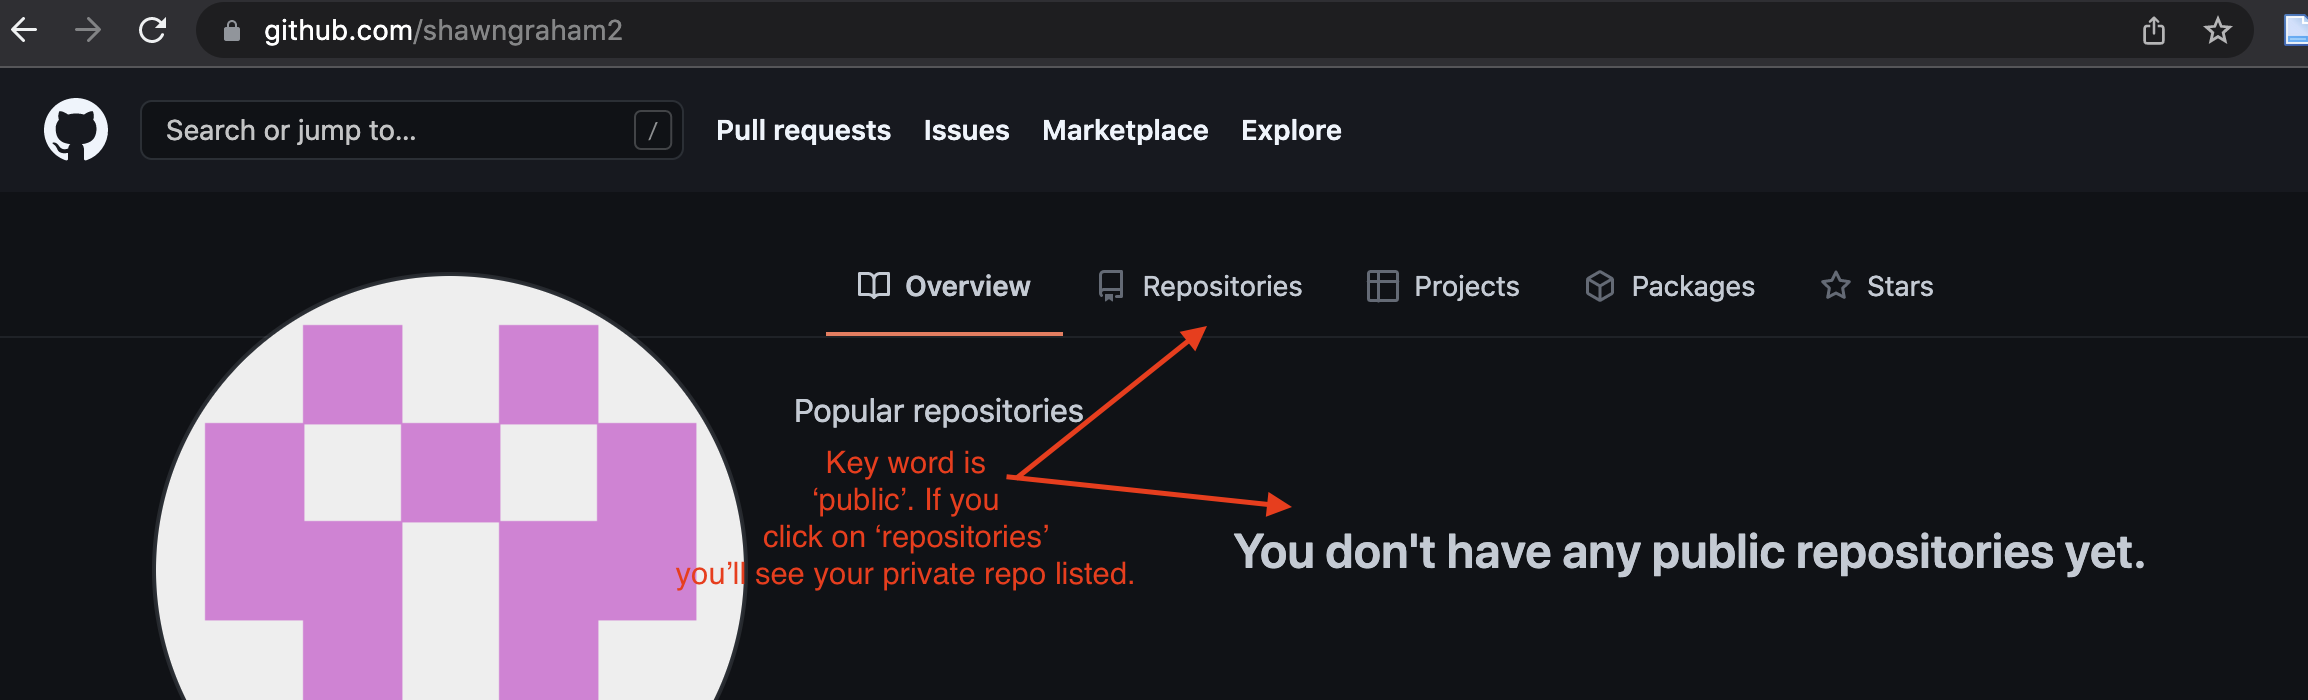 github.com/shawngraham2
Search or jump to... /
Pull requests Issues Marketplace Explore
Overview Repositories Projects Packages Stars
Popular repositories
Key word is
‘public’. If you
click on ‘repositories’
you’ll see your private repo listed.
You don't have any public repositories yet.